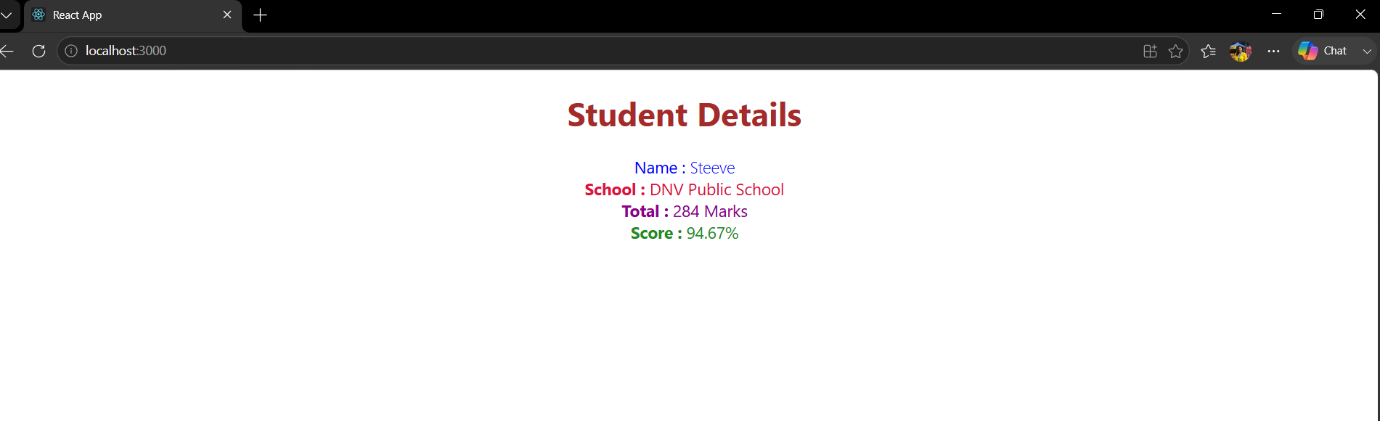 React App
localhost:3000
Chat
Student Details
Name : Steeve
School : DNV Public School
Total : 284 Marks
Score : 94.67%